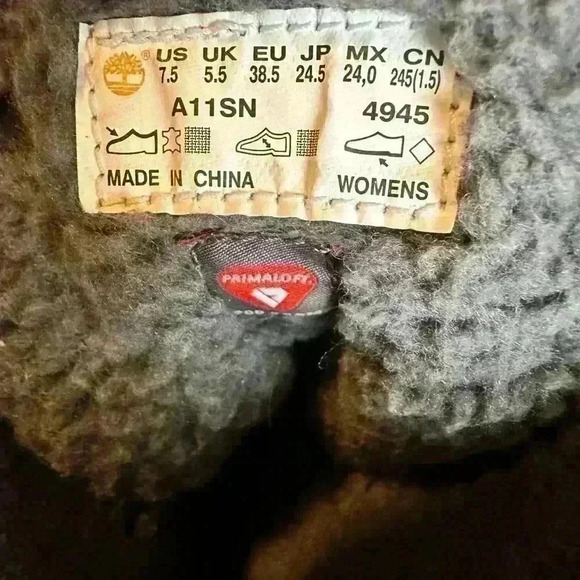 ® US UK EU JP MX CN
7.5 5.5 38.5 24.5 24,0 245(1.5)
A11SN 4945
MADE IN CHINA WOMENS
PRIMALOFT